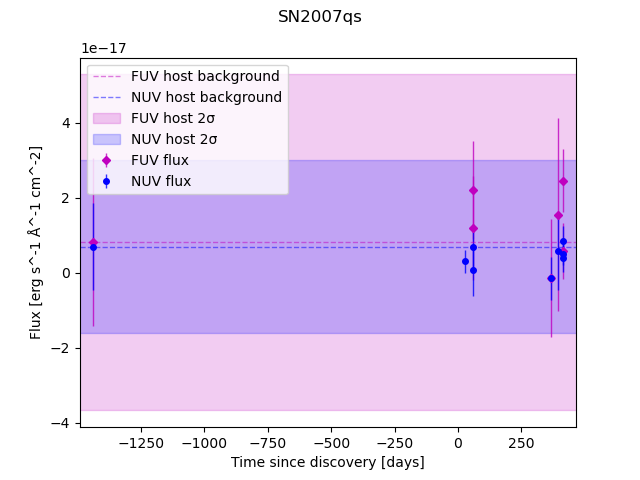 SN2007qs
1e−17
FUV host background
NUV host background
FUV host 2σ
NUV host 2σ
FUV flux
NUV flux
Flux [erg s^-1 Å^-1 cm^-2]
4
2
0
−2
−4
−1250 −1000 −750 −500 −250 0 250
Time since discovery [days]